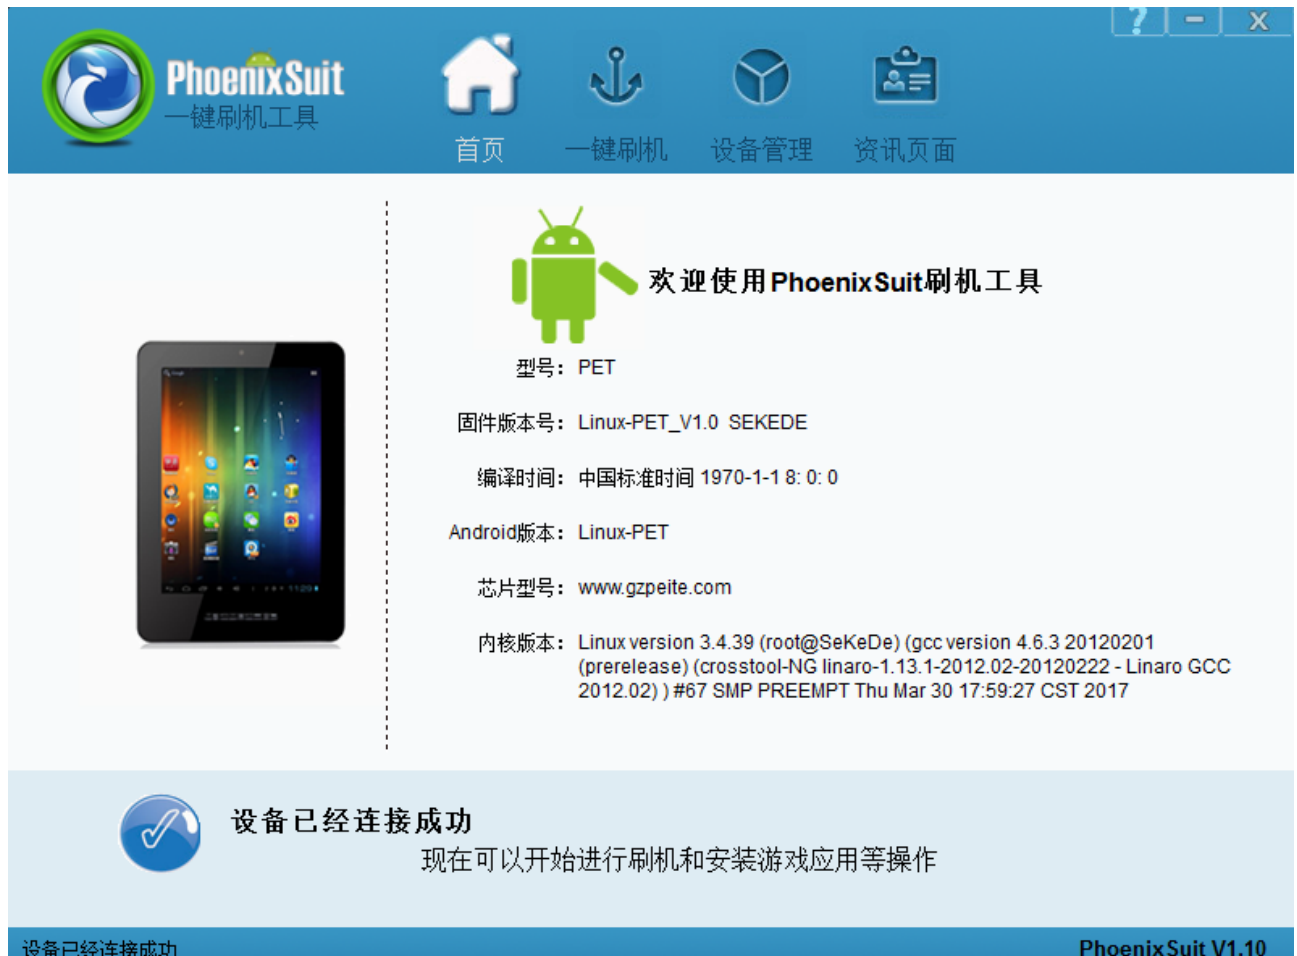 PhoenixSuit
一键刷机工具
首页
一键刷机
设备管理
资讯页面
欢迎使用PhoenixSuit刷机工具
型号： PET
固件版本号： Linux-PET_V1.0 SEKEDE
编译时间： 中国标准时间 1970-1-1 8: 0: 0
Android版本： Linux-PET
芯片型号： www.gzpeite.com
内核版本： Linux version 3.4.39 (root@SeKeDe) (gcc version 4.6.3 20120201
(prerelease) (crosstool-NG linaro-1.13.1-2012.02-20120222 - Linaro GCC
2012.02) ) #67 SMP PREEMPT Thu Mar 30 17:59:27 CST 2017
设备已经连接成功
现在可以开始进行刷机和安装游戏应用等操作
设备已经连接成功
PhoenixSuit V1.10